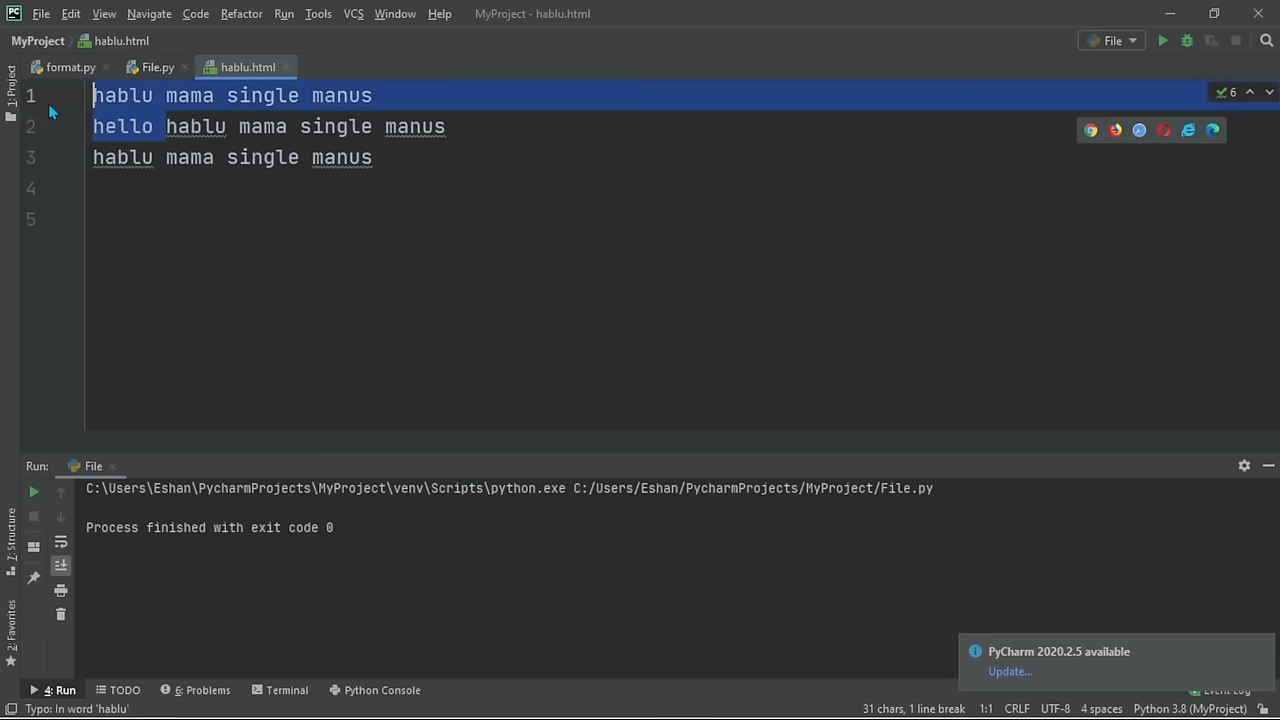 PC File Edit View Navigate Code Refactor Run Tools VCS Window Help MyProject - hablu.html
MyProject hablu.html File
format.py File.py hablu.html
1: Project
1 hablu mama single manus
6
2 hello hablu mama single manus
3 hablu mama single manus
4
5
Run: File
C:\Users\Eshan\PycharmProjects\MyProject\venv\Scripts\python.exe C:/Users/Eshan/PycharmProjects/MyProject/File.py
Process finished with exit code 0
Z: Structure
2: Favorites
PyCharm 2020.2.5 available
Update...
4: Run TODO 6: Problems Terminal Python Console Event Log
Typo: In word 'hablu' 31 chars, 1 line break 1:1 CRLF UTF-8 4 spaces Python 3.8 (MyProject)